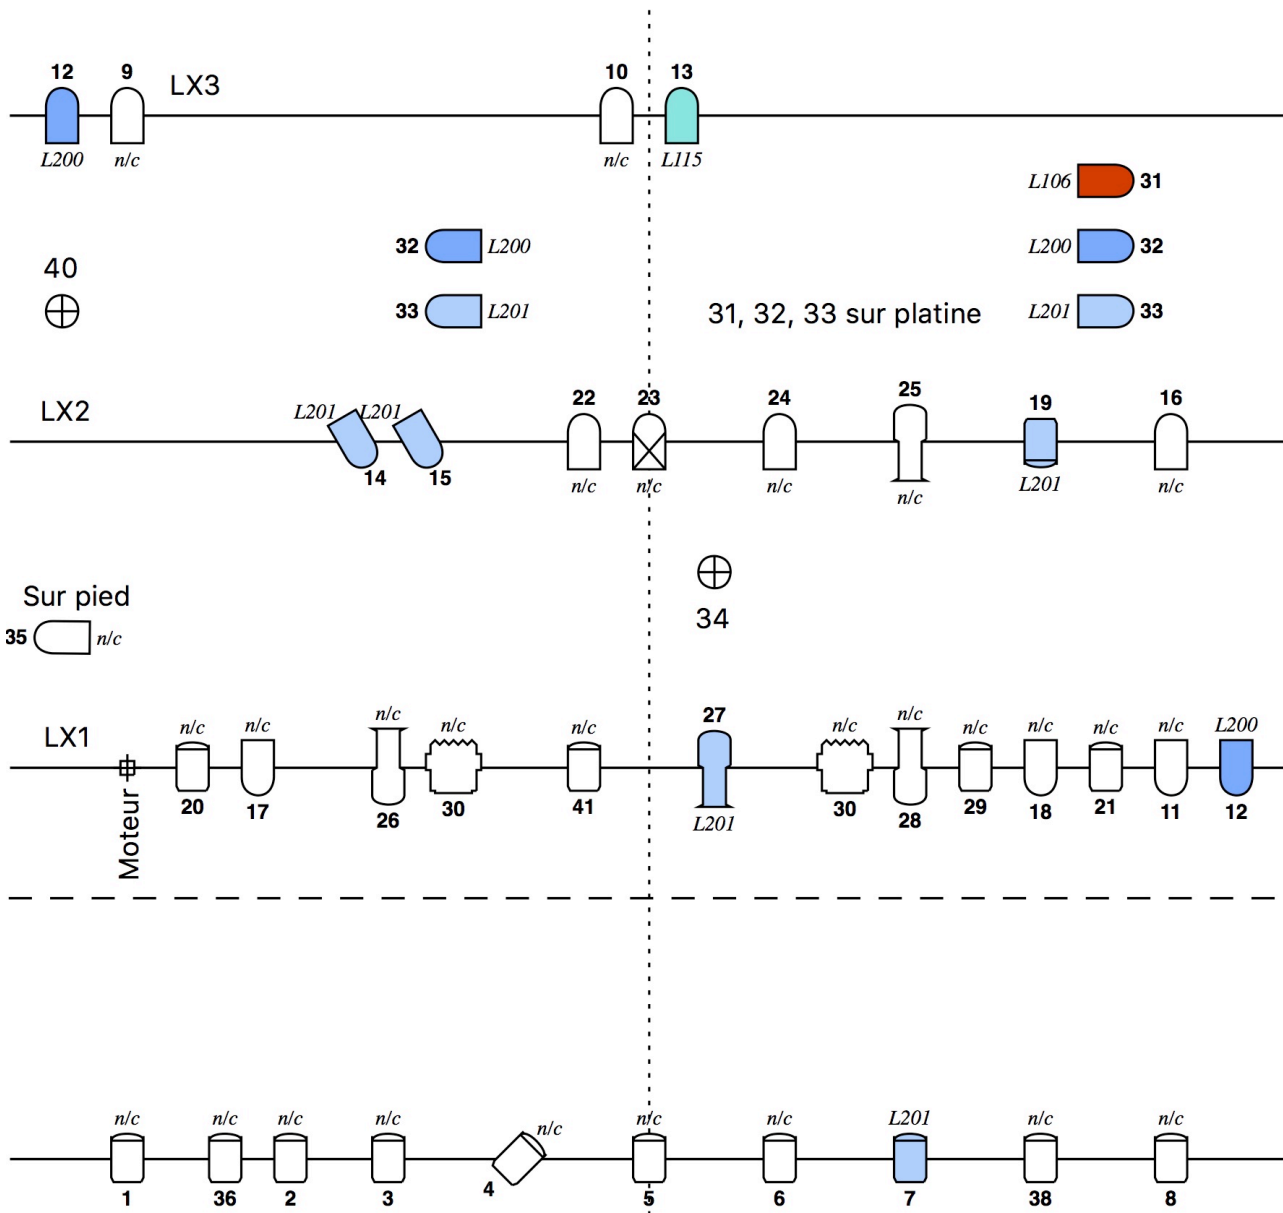 12 9 LX3 10 13
L200 n/c n/c L115
L106 31
32 L200 L200 32
40
33 L201 31, 32, 33 sur platine L201 33
LX2 L201 L201 22 23 24 25 19 16
14 15 n/c n/c n/c n/c L201 n/c
34
Sur pied
35 n/c
LX1 n/c n/c n/c n/c n/c 27 n/c n/c n/c n/c n/c n/c L200
Moteur 20 17 26 30 41 L201 30 28 29 18 21 11 12
n/c n/c n/c n/c n/c n/c n/c L201 n/c n/c
1 36 2 3 4 5 6 7 38 8